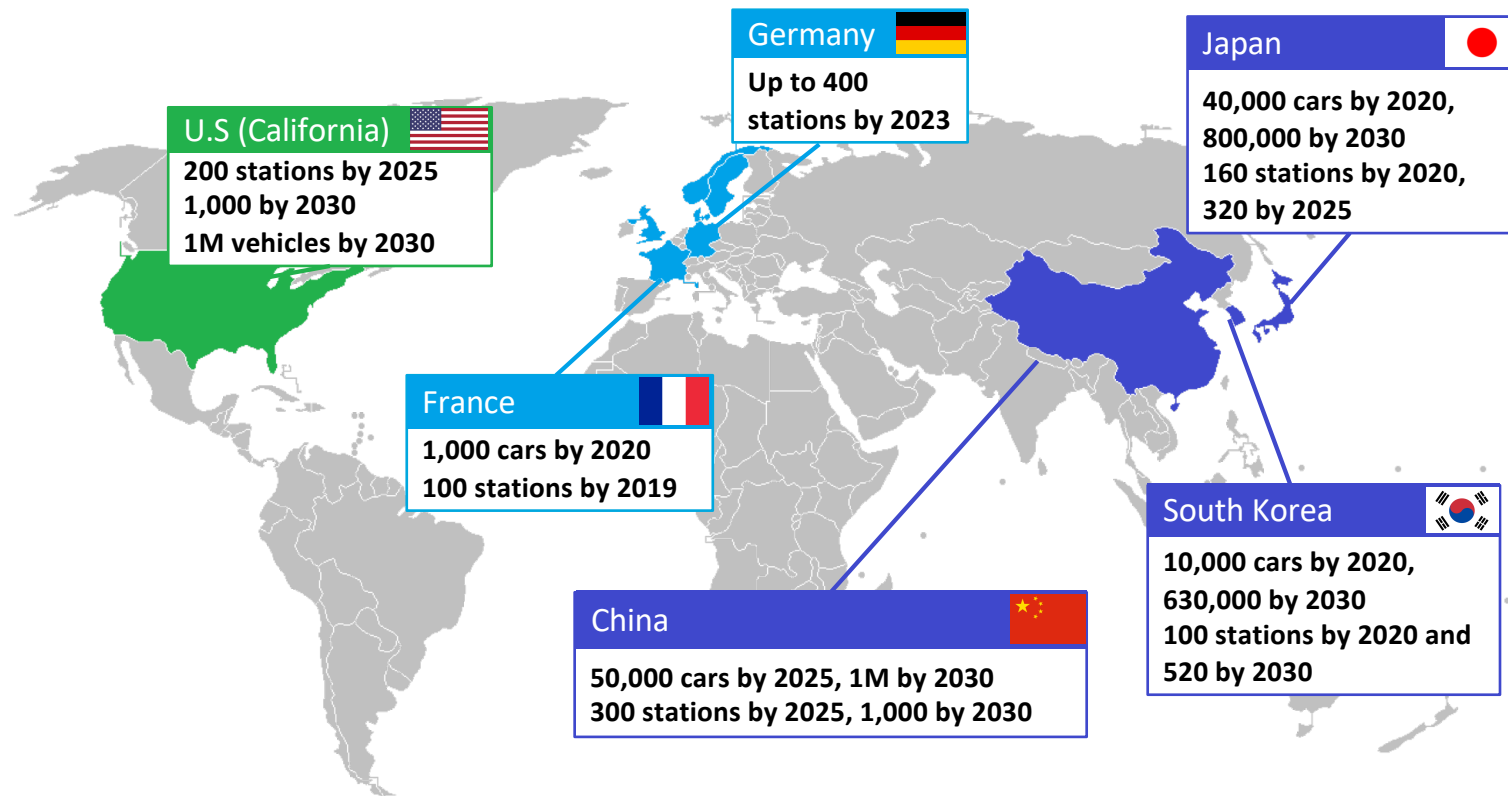 Germany
Up to 400
stations by 2023
Japan
40,000 cars by 2020,
800,000 by 2030
160 stations by 2020,
320 by 2025
U.S (California)
200 stations by 2025
1,000 by 2030
1M vehicles by 2030
France
1,000 cars by 2020
100 stations by 2019
South Korea
10,000 cars by 2020,
630,000 by 2030
100 stations by 2020 and
520 by 2030
China
50,000 cars by 2025, 1M by 2030
300 stations by 2025, 1,000 by 2030